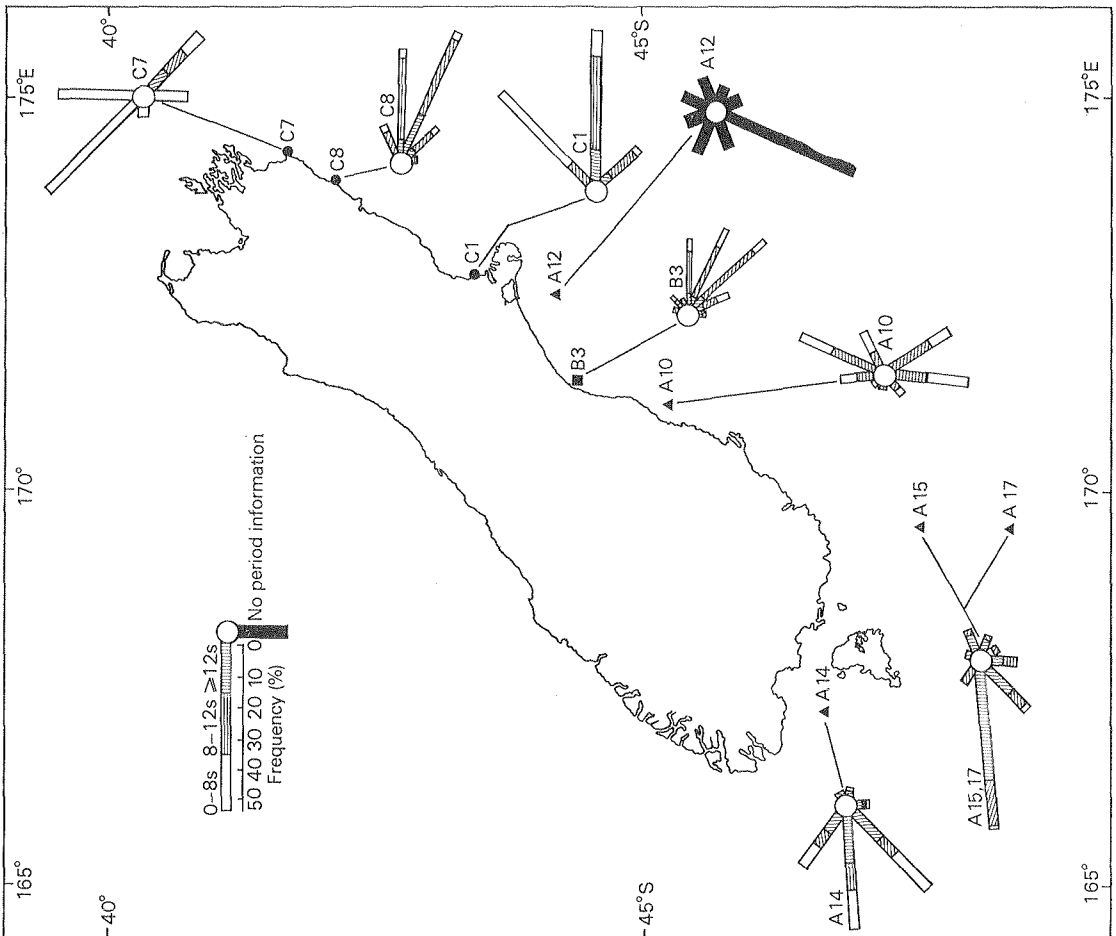 165° 170° 175°E
40° 40°
C7
0–8s 8–12s ≥12s
50 40 30 20 10 0 No period information
Frequency (%)
C7
C8
C8
C1
A12
B3
C1
45°S 45°S
A10
B3
A12
A14
A14
A10
A15
A15,17
A17
165° 170° 175°E